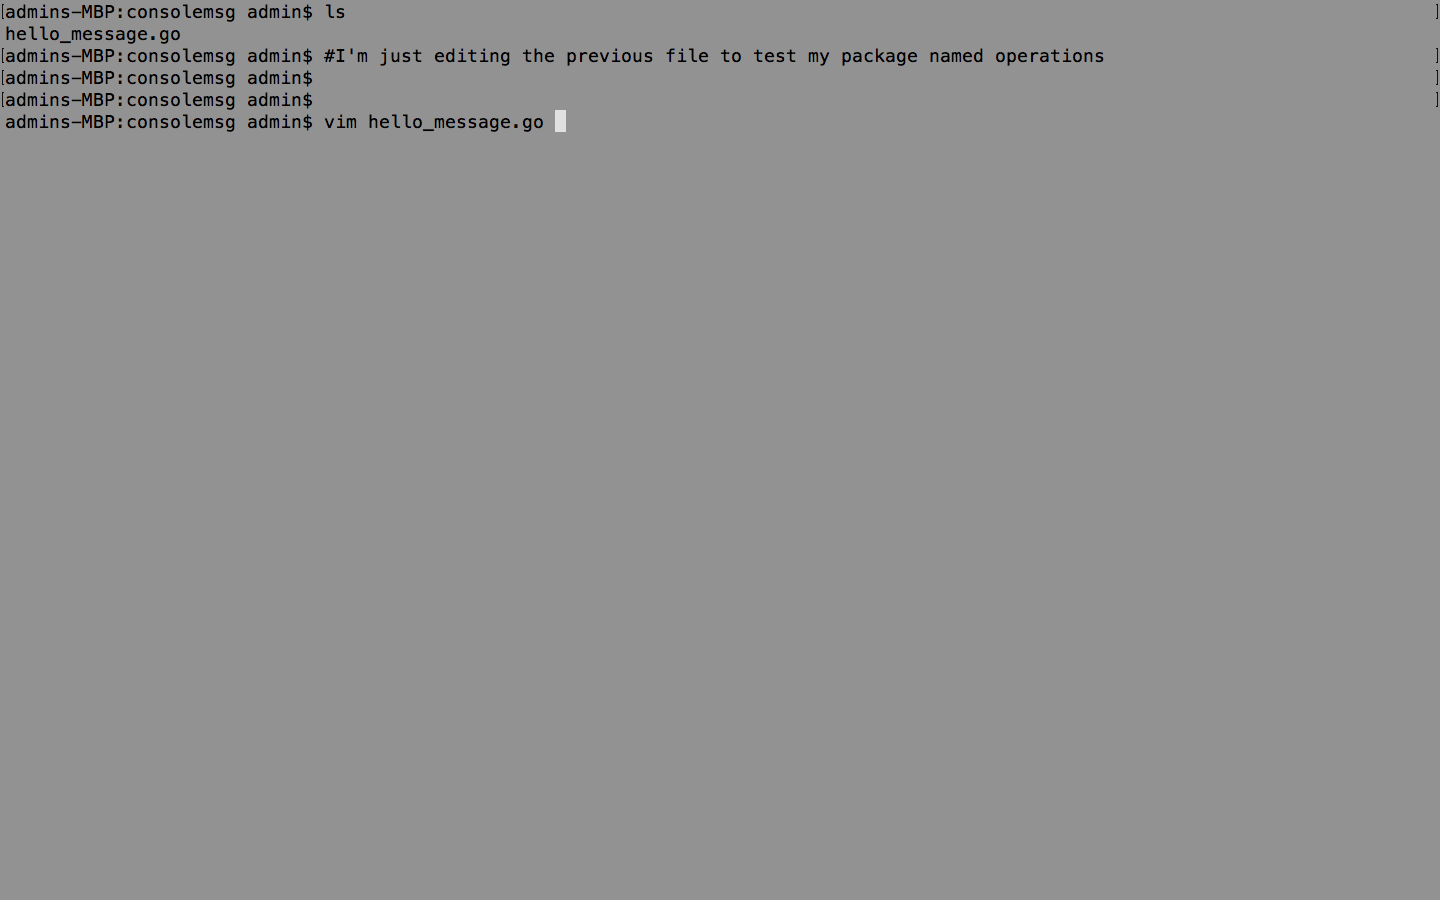 [admins-MBP:consolemsg admin$ ls ]
hello_message.go
[admins-MBP:consolemsg admin$ #I'm just editing the previous file to test my package named operations ]
[admins-MBP:consolemsg admin$ ]
[admins-MBP:consolemsg admin$ ]
admins-MBP:consolemsg admin$ vim hello_message.go